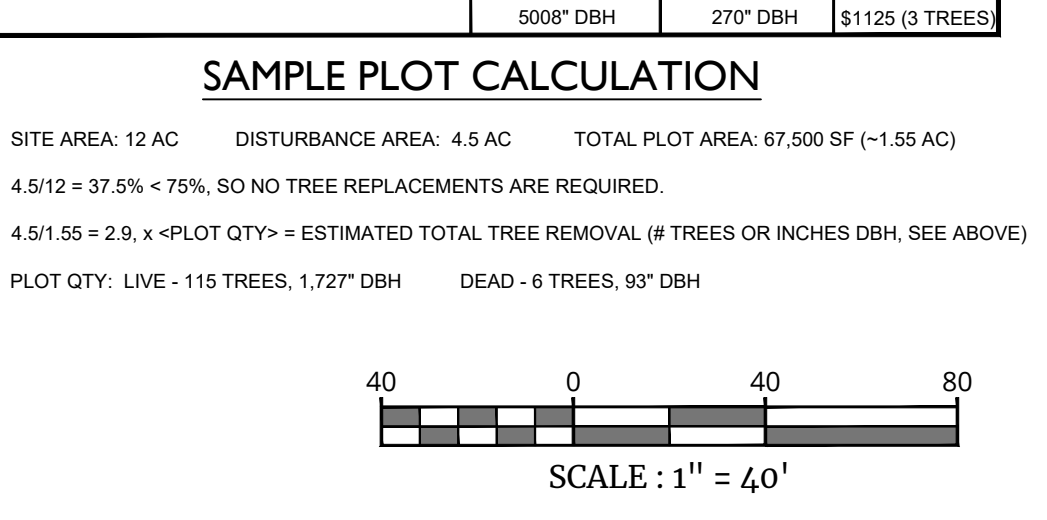 5008" DBH 270" DBH $1125 (3 TREES)
SAMPLE PLOT CALCULATION
SITE AREA: 12 AC DISTURBANCE AREA: 4.5 AC TOTAL PLOT AREA: 67,500 SF (~1.55 AC)
4.5/12 = 37.5% < 75%, SO NO TREE REPLACEMENTS ARE REQUIRED.
4.5/1.55 = 2.9, x <PLOT QTY> = ESTIMATED TOTAL TREE REMOVAL (# TREES OR INCHES DBH, SEE ABOVE)
PLOT QTY: LIVE - 115 TREES, 1,727" DBH DEAD - 6 TREES, 93" DBH
40 0 40 80
SCALE : 1" = 40'